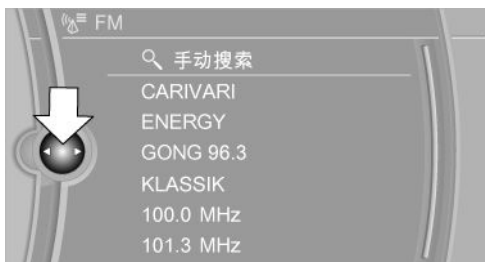 FM
手动搜索
CARIVARI
ENERGY
GONG 96.3
KLASSIK
100.0 MHz
101.3 MHz